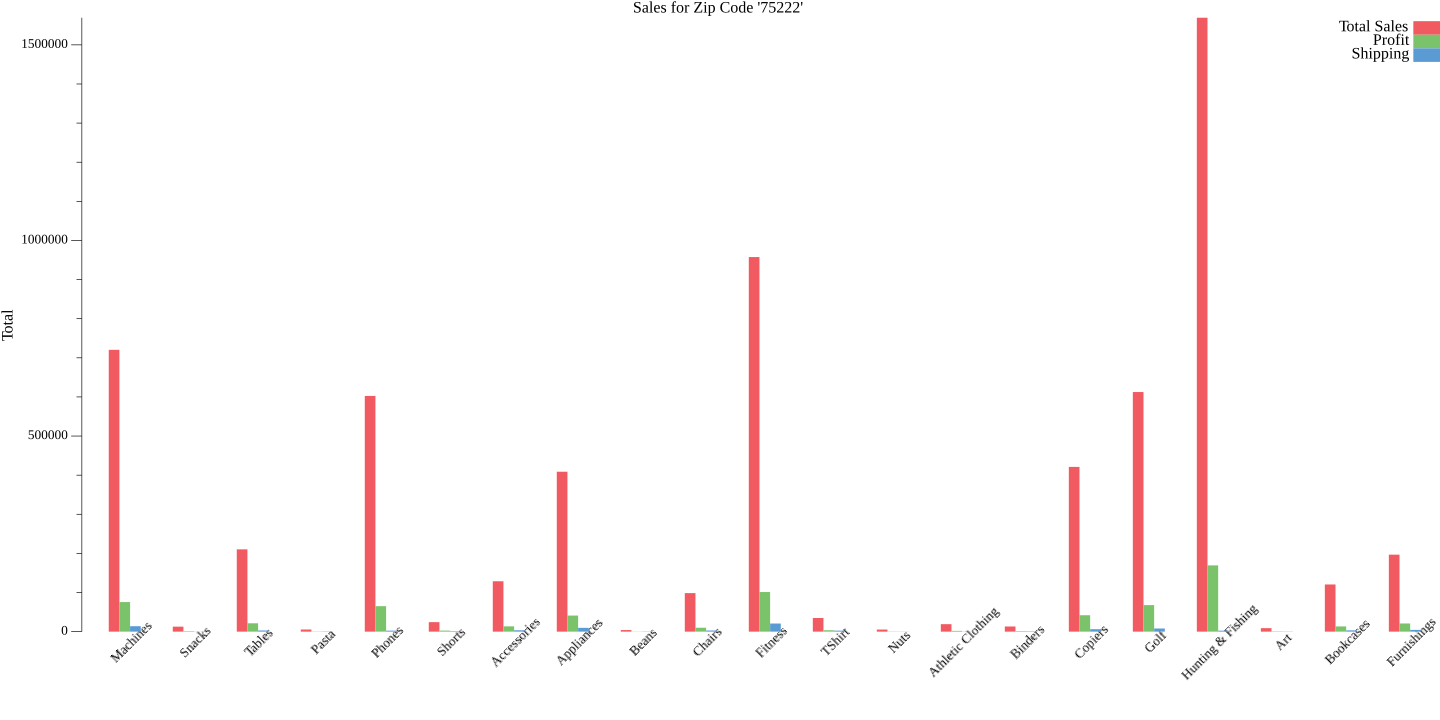 Sales for Zip Code '75222'
Total Sales
Profit
Shipping
Total
1500000
1000000
500000
0
Machines
Snacks
Tables
Pasta
Phones
Shorts
Accessories
Appliances
Beans
Chairs
Fitness
TShirt
Nuts
Athletic Clothing
Binders
Copiers
Golf
Hunting & Fishing
Art
Bookcases
Furnishings